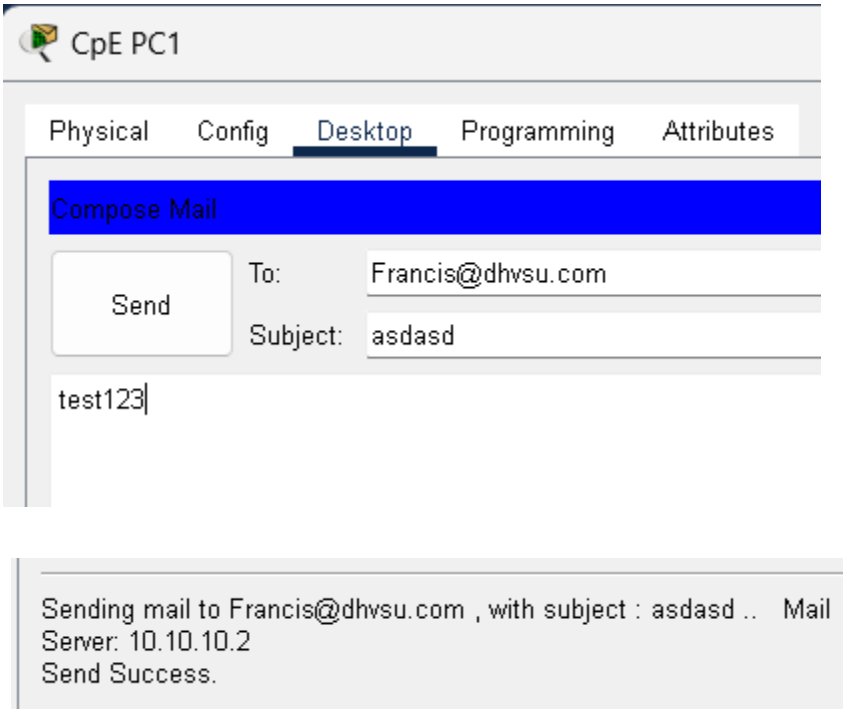 CpE PC1
Physical Config Desktop Programming Attributes
Compose Mail
Send
To: Francis@dhvsu.com
Subject: asdasd
test123
Sending mail to Francis@dhvsu.com , with subject : asdasd .. Mail
Server: 10.10.10.2
Send Success.